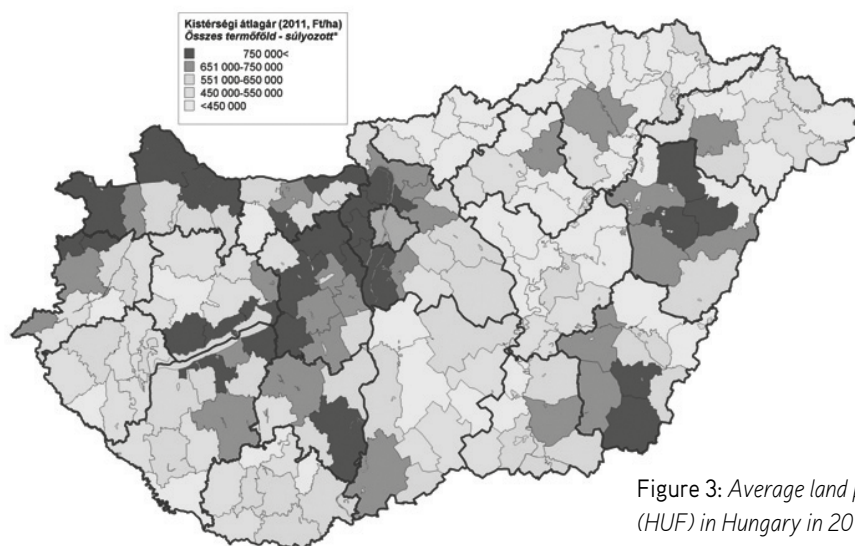 Kistérségi átlagár (2011, Ft/ha)
Összes termőföld - súlyozott*
750 000<
651 000-750 000
551 000-650 000
450 000-550 000
<450 000
Figure 3: Average land p
(HUF) in Hungary in 20